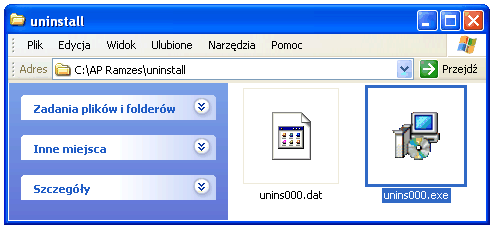 uninstall
Plik Edycja Widok Ulubione Narzędzia Pomoc
Adres C:\AP Ramzes\uninstall Przejdź
Zadania plików i folderów
Inne miejsca
Szczegóły
unins000.dat unins000.exe